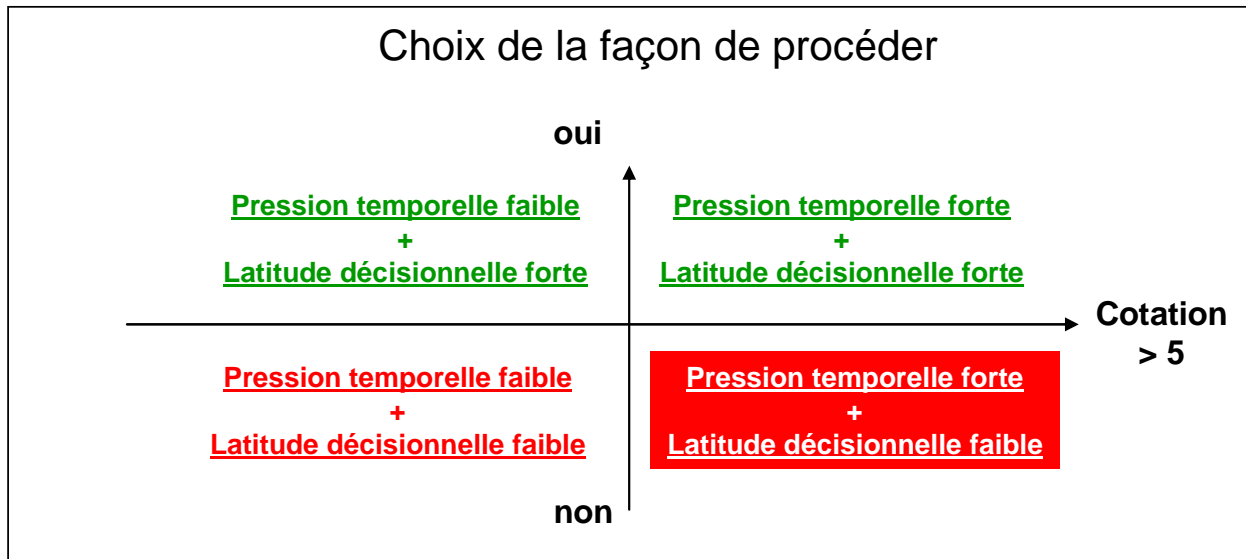 Choix de la façon de procéder
oui
Pression temporelle faible
+
Latitude décisionnelle forte
Pression temporelle forte
+
Latitude décisionnelle forte
Cotation
> 5
Pression temporelle faible
+
Latitude décisionnelle faible
Pression temporelle forte
+
Latitude décisionnelle faible
non